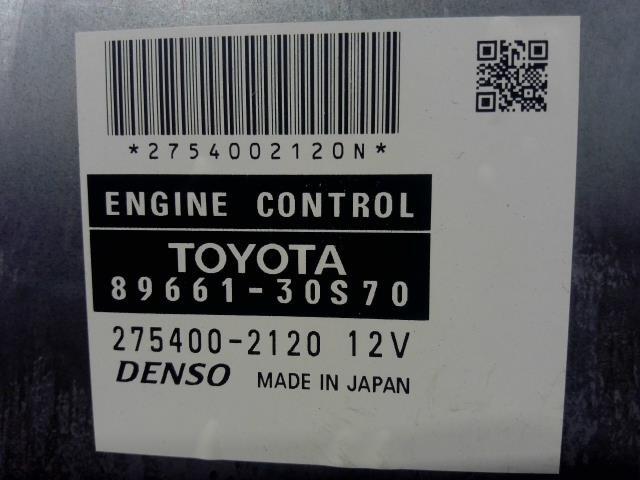 *2754002120N*
ENGINE CONTROL
TOYOTA
89661-30S70
275400-2120 12V
DENSO MADE IN JAPAN